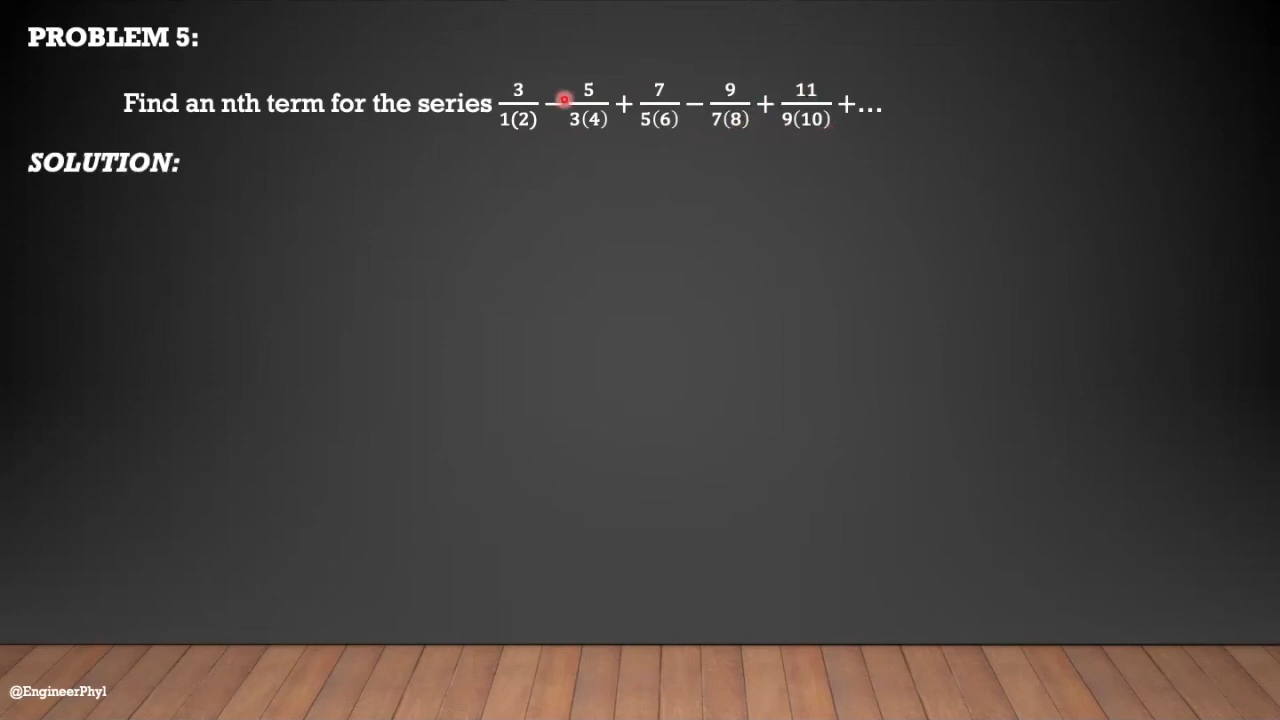 PROBLEM 5:
Find an nth term for the series 3/1(2) − 5/3(4) + 7/5(6) − 9/7(8) + 11/9(10) +...
SOLUTION:
@EngineerPhyl